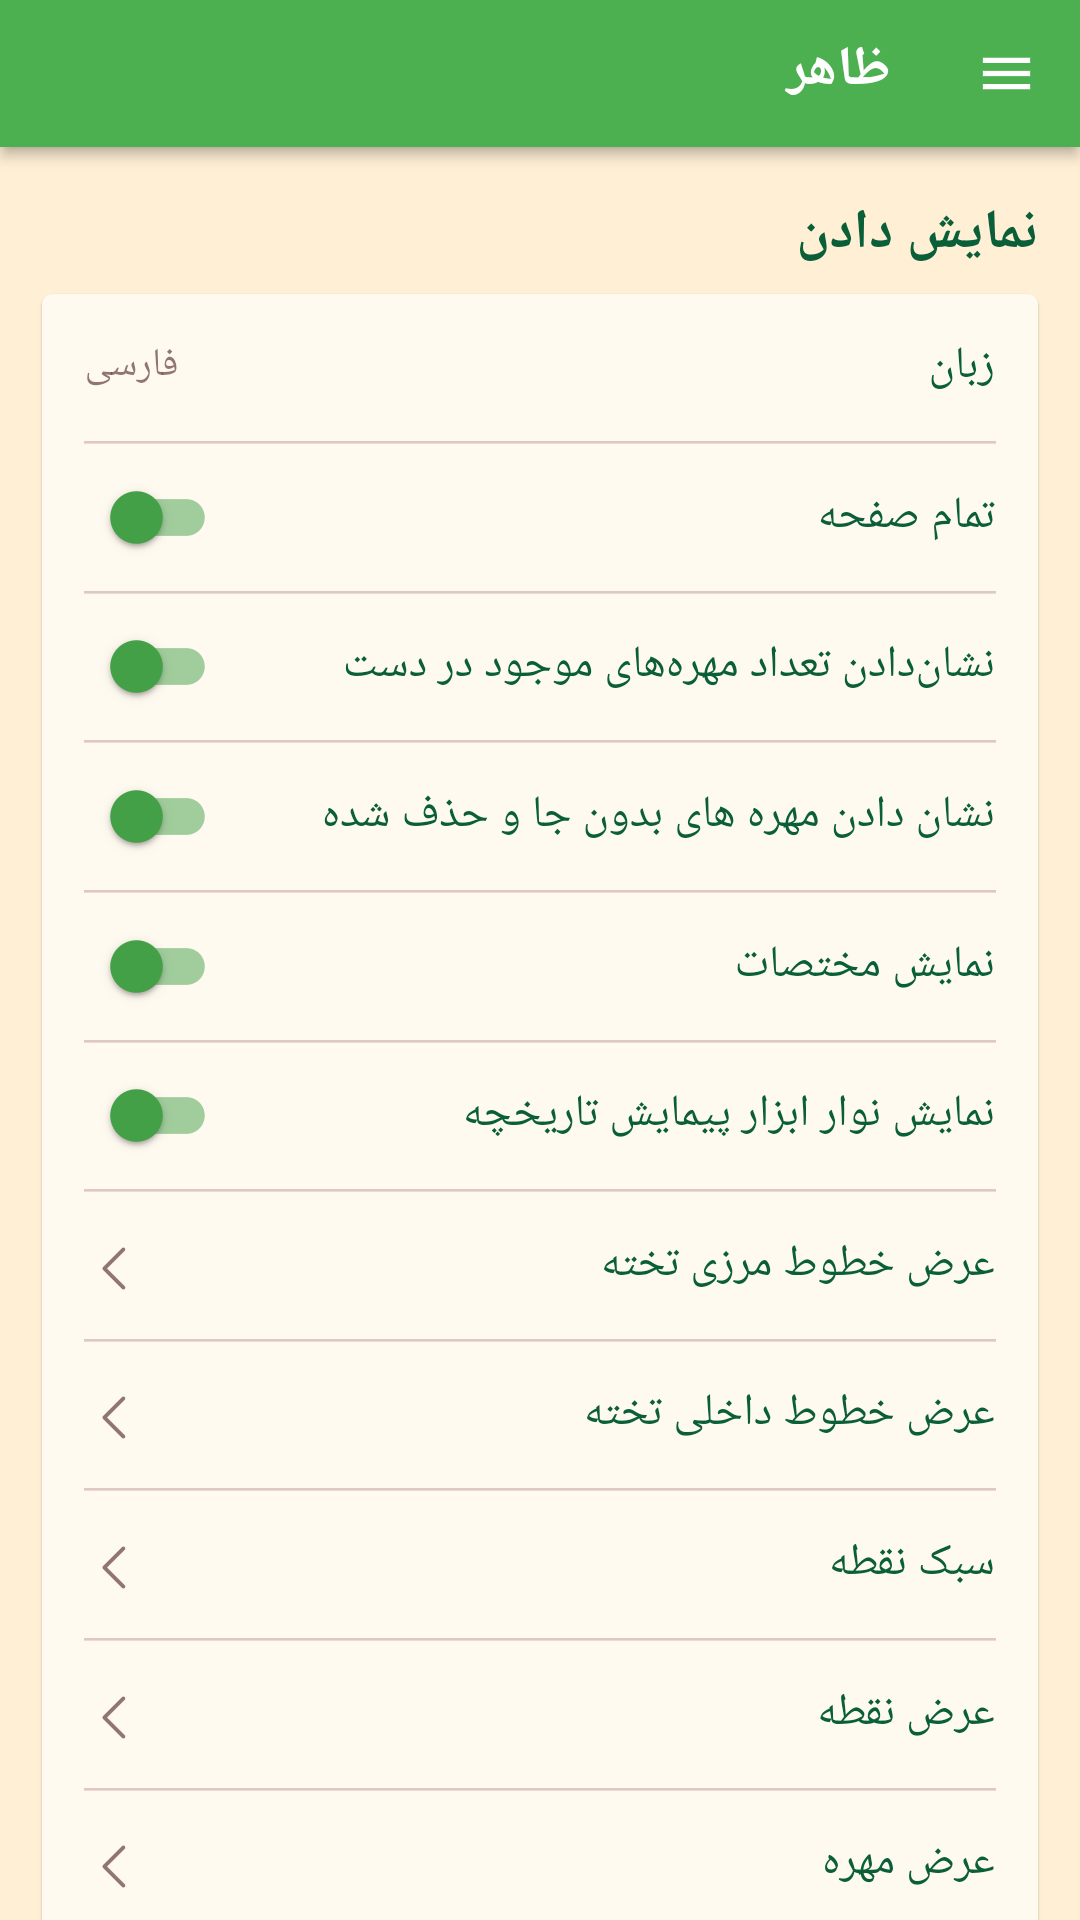 ظاهر
نمایش دادن
زبان
فارسی
تمام صفحه
نشان‌دادن تعداد مهره‌های موجود در دست
نشان دادن مهره های بدون جا و حذف شده
نمایش مختصات
نمایش نوار ابزار پیمایش تاریخچه
عرض خطوط مرزی تخته
عرض خطوط داخلی تخته
سبک نقطه
عرض نقطه
عرض مهره